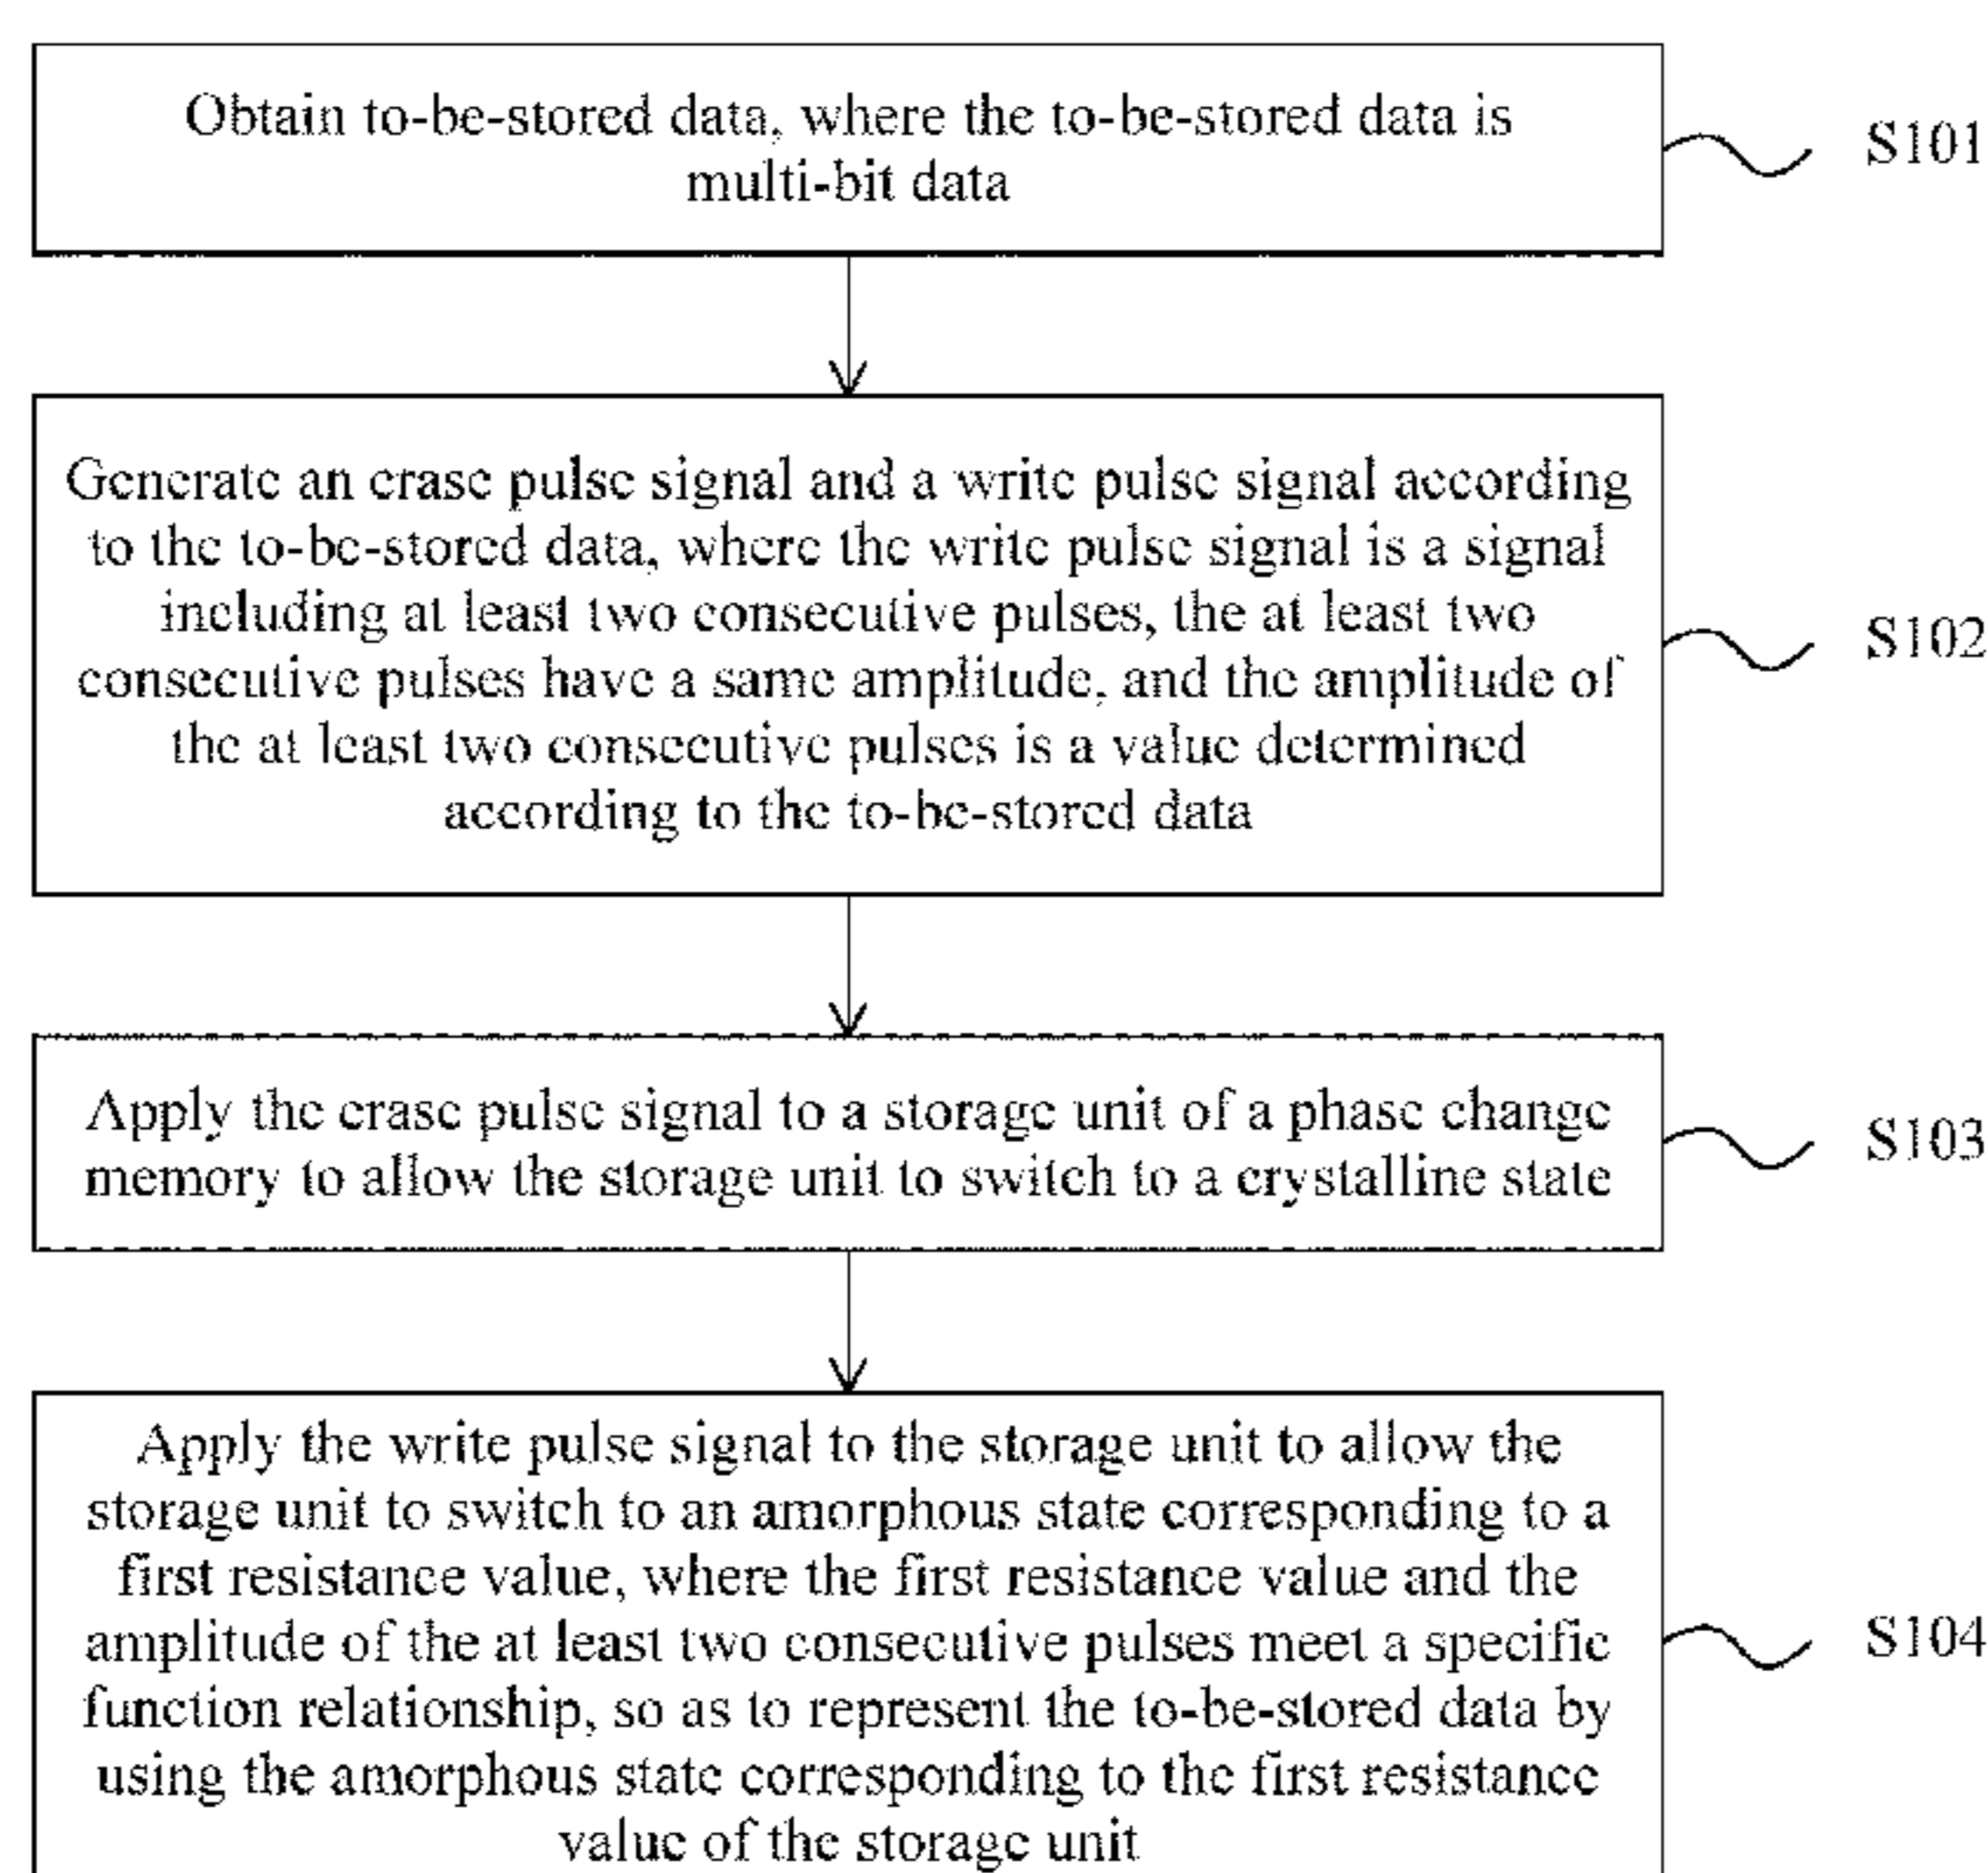 Obtain to-be-stored data, where the to-be-stored data is
multi-bit data
S101
Generate an erase pulse signal and a write pulse signal according
to the to-be-stored data, where the write pulse signal is a signal
including at least two consecutive pulses, the at least two
consecutive pulses have a same amplitude, and the amplitude of
the at least two consecutive pulses is a value determined
according to the to-be-stored data
S102
Apply the erase pulse signal to a storage unit of a phase change
memory to allow the storage unit to switch to a crystalline state
S103
Apply the write pulse signal to the storage unit to allow the
storage unit to switch to an amorphous state corresponding to a
first resistance value, where the first resistance value and the
amplitude of the at least two consecutive pulses meet a specific
function relationship, so as to represent the to-be-stored data by
using the amorphous state corresponding to the first resistance
value of the storage unit
S104